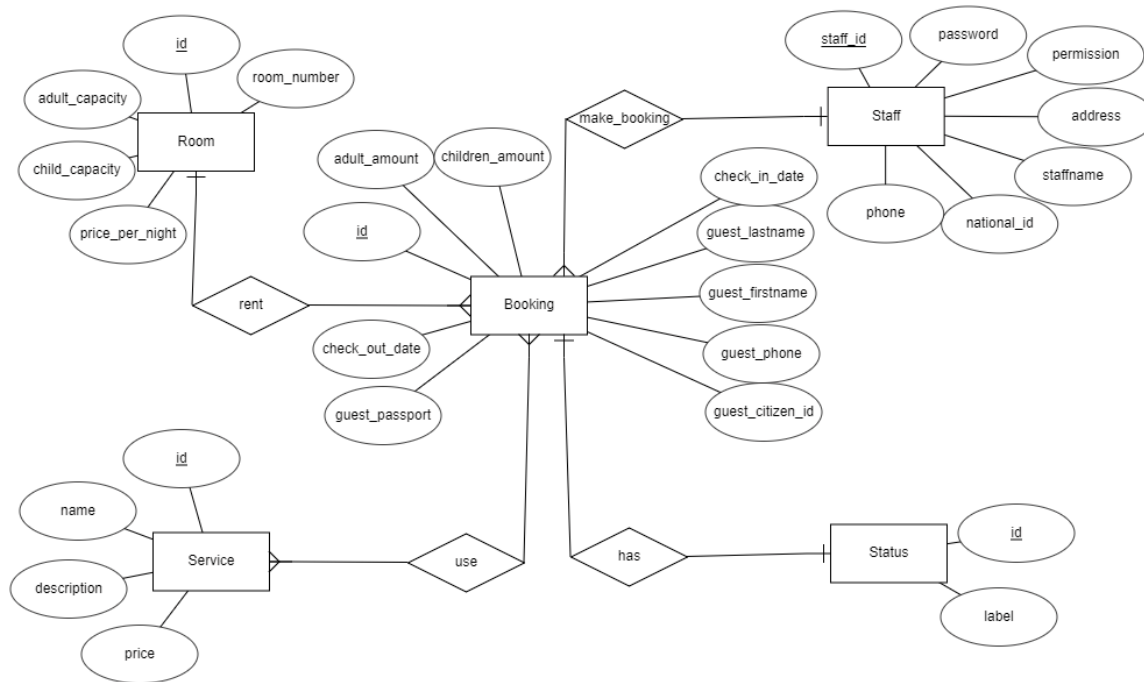 id
room_number
adult_capacity
Room
child_capacity
price_per_night
rent
staff_id
password
permission
address
staffname
national_id
phone
Staff
make_booking
adult_amount
children_amount
id
check_in_date
guest_lastname
guest_firstname
guest_phone
guest_citizen_id
Booking
check_out_date
guest_passport
id
name
Service
description
price
use
has
Status
id
label